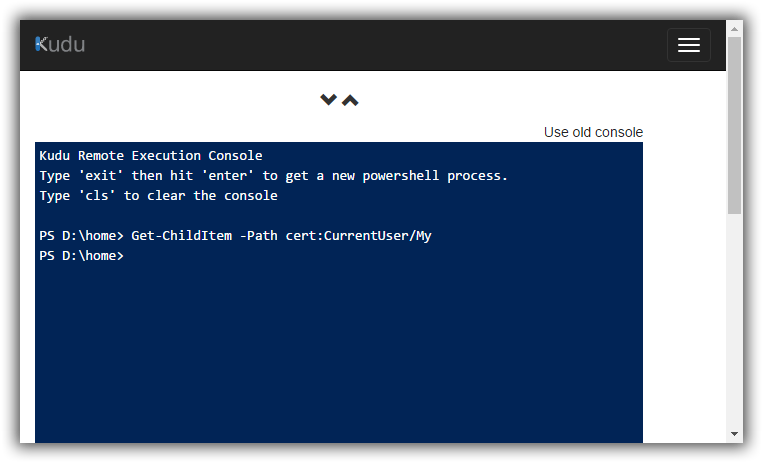 Kudu
Use old console
Kudu Remote Execution Console
Type 'exit' then hit 'enter' to get a new powershell process.
Type 'cls' to clear the console
PS D:\home> Get-ChildItem -Path cert:CurrentUser/My
PS D:\home>